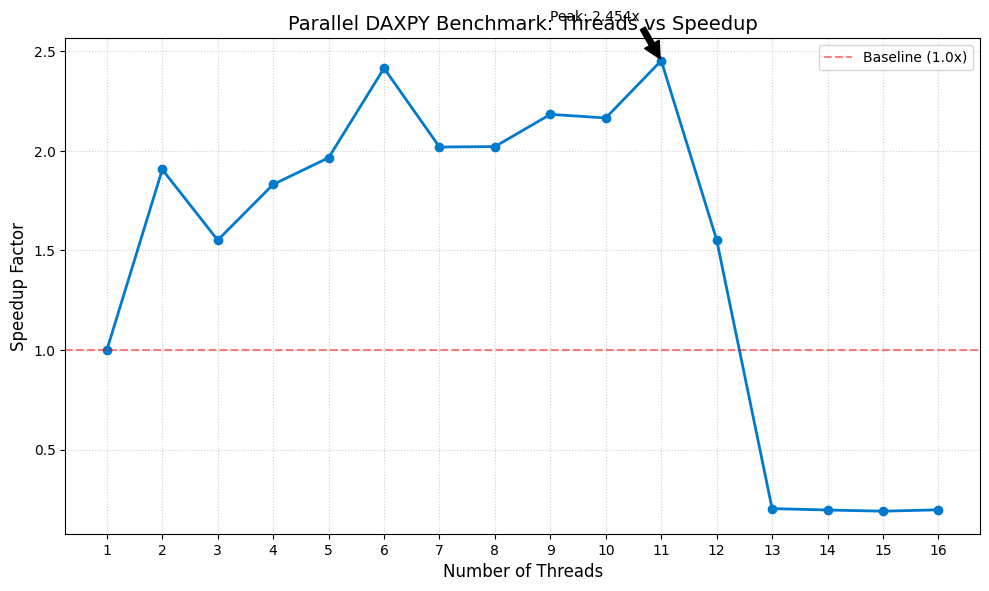 Peak: 2.454x
Parallel DAXPY Benchmark: Threads vs Speedup
Baseline (1.0x)
Speedup Factor
2.5
2.0
1.5
1.0
0.5
1 2 3 4 5 6 7 8 9 10 11 12 13 14 15 16
Number of Threads